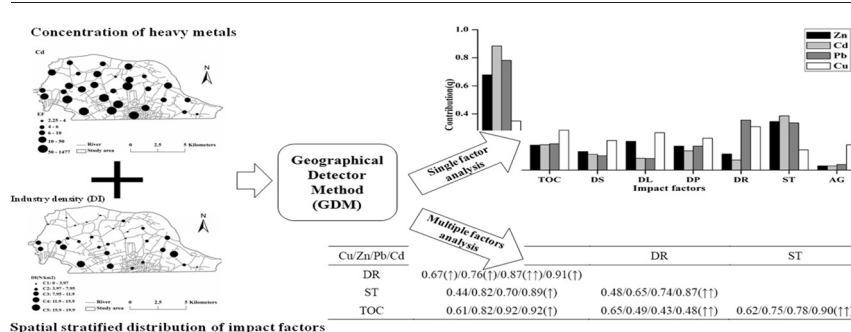 Concentration of heavy metals
Cd
N
EF
2.25 - 4
4 - 6
6 - 10
10 - 50
50 - 1477
River
Study area
0 2.5 5 Kilometers
Industry density (DI)
N
DI(N/km2)
C1: 0 - 3.97
C2: 3.97 - 7.95
C3: 7.95 - 11.9
C4: 11.9 - 15.9
C5: 15.9 - 19.9
River
Study area
0 2.5 5 Kilometers
Spatial stratified distribution of impact factors
Geographical
Detector
Method
(GDM)
Single factor
analysis
Multiple factors
analysis
Contribution(q)
1.0
0.8
0.6
0.4
Zn
Cd
Pb
Cu
TOC DS DL DP DR ST AG
Impact factors
Cu/Zn/Pb/Cd DR ST
DR 0.67(↑)/0.76(↑)/0.87(↑↑)/0.91(↑)
ST 0.44/0.82/0.70/0.89(↑) 0.48/0.65/0.74/0.87(↑↑)
TOC 0.61/0.82/0.92/0.92(↑) 0.65/0.49/0.43/0.48(↑↑) 0.62/0.75/0.78/0.90(↑↑)